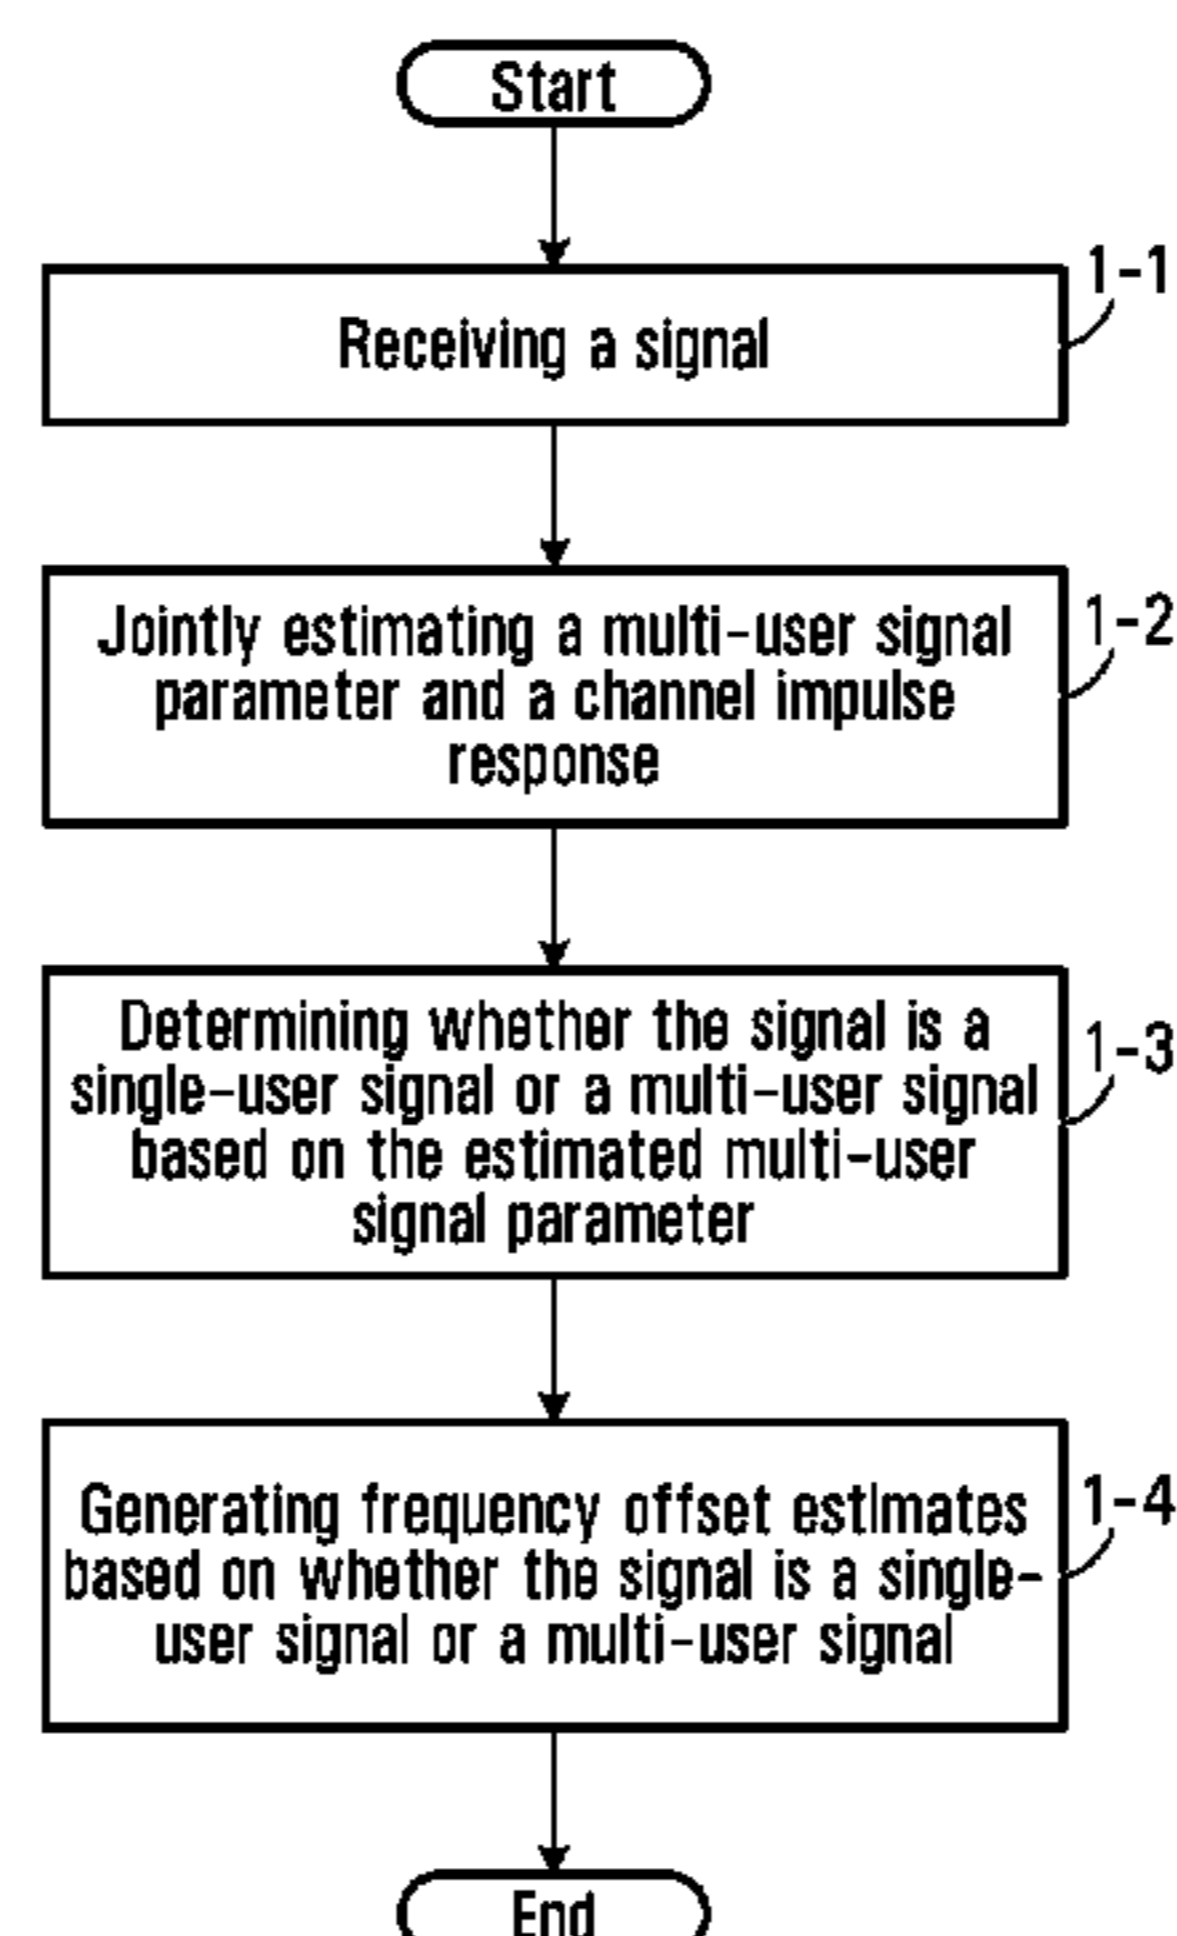 Start
1-1
Receiving a signal
1-2
Jointly estimating a multi-user signal
parameter and a channel impulse
response
1-3
Determining whether the signal is a
single-user signal or a multi-user signal
based on the estimated multi-user
signal parameter
1-4
Generating frequency offset estimates
based on whether the signal is a single-
user signal or a multi-user signal
End